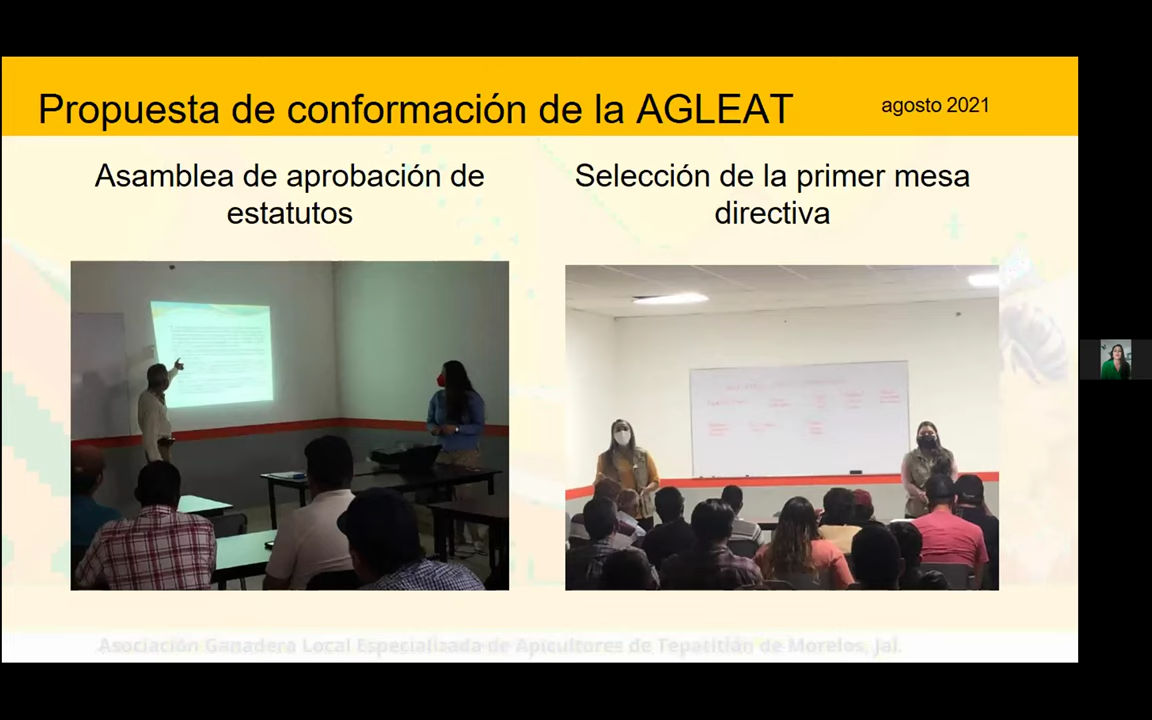 Propuesta de conformación de la AGLEAT
agosto 2021
Asamblea de aprobación de
estatutos
Selección de la primer mesa
directiva
Asociación Ganadera Local Especializada de Apicultores de Tepatitlán de Morelos, Jal.